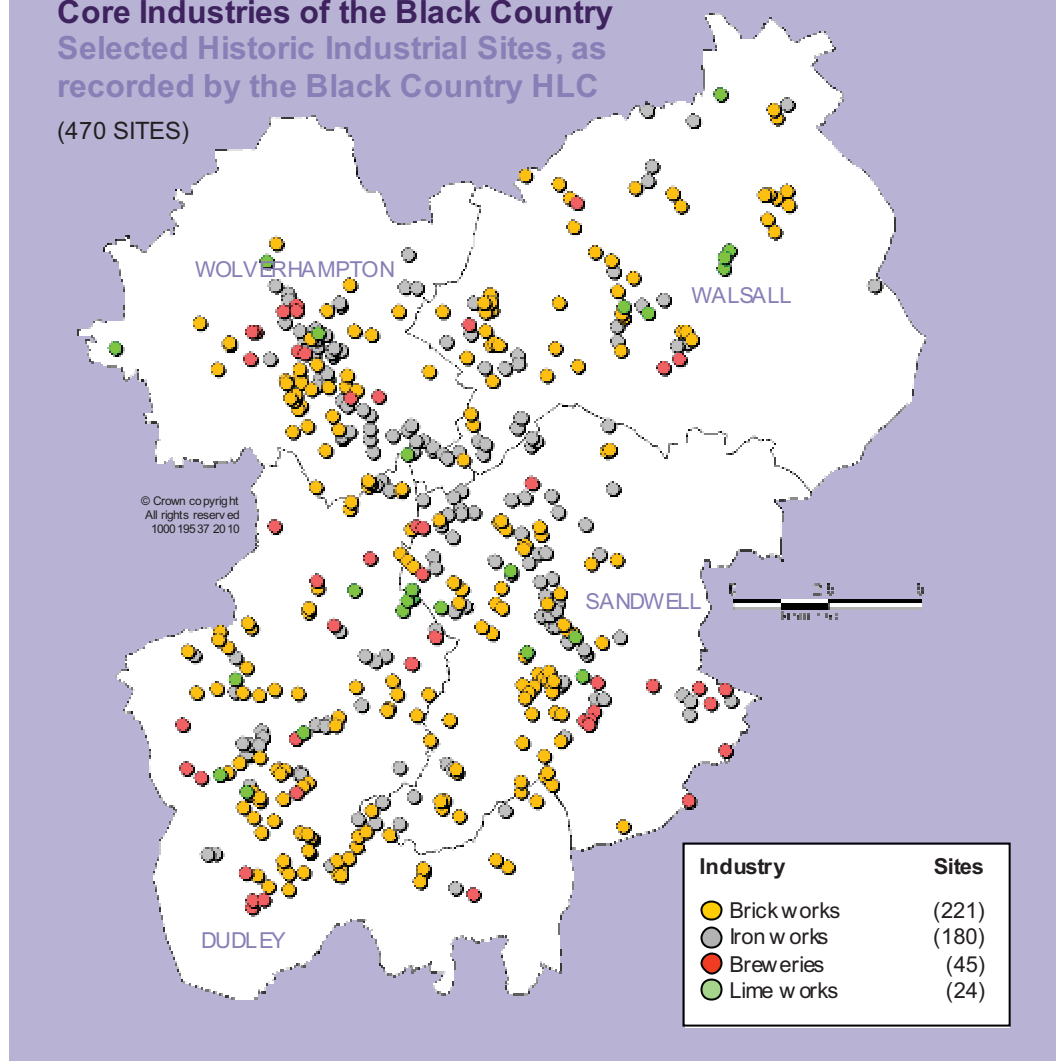 Core Industries of the Black Country
Selected Historic Industrial Sites, as
recorded by the Black Country HLC
(470 SITES)
WOLVERHAMPTON
WALSALL
© Crown copyright
All rights reserved
100019537 2010
SANDWELL
DUDLEY
Industry Sites
Brick works (221)
Iron works (180)
Breweries (45)
Lime works (24)